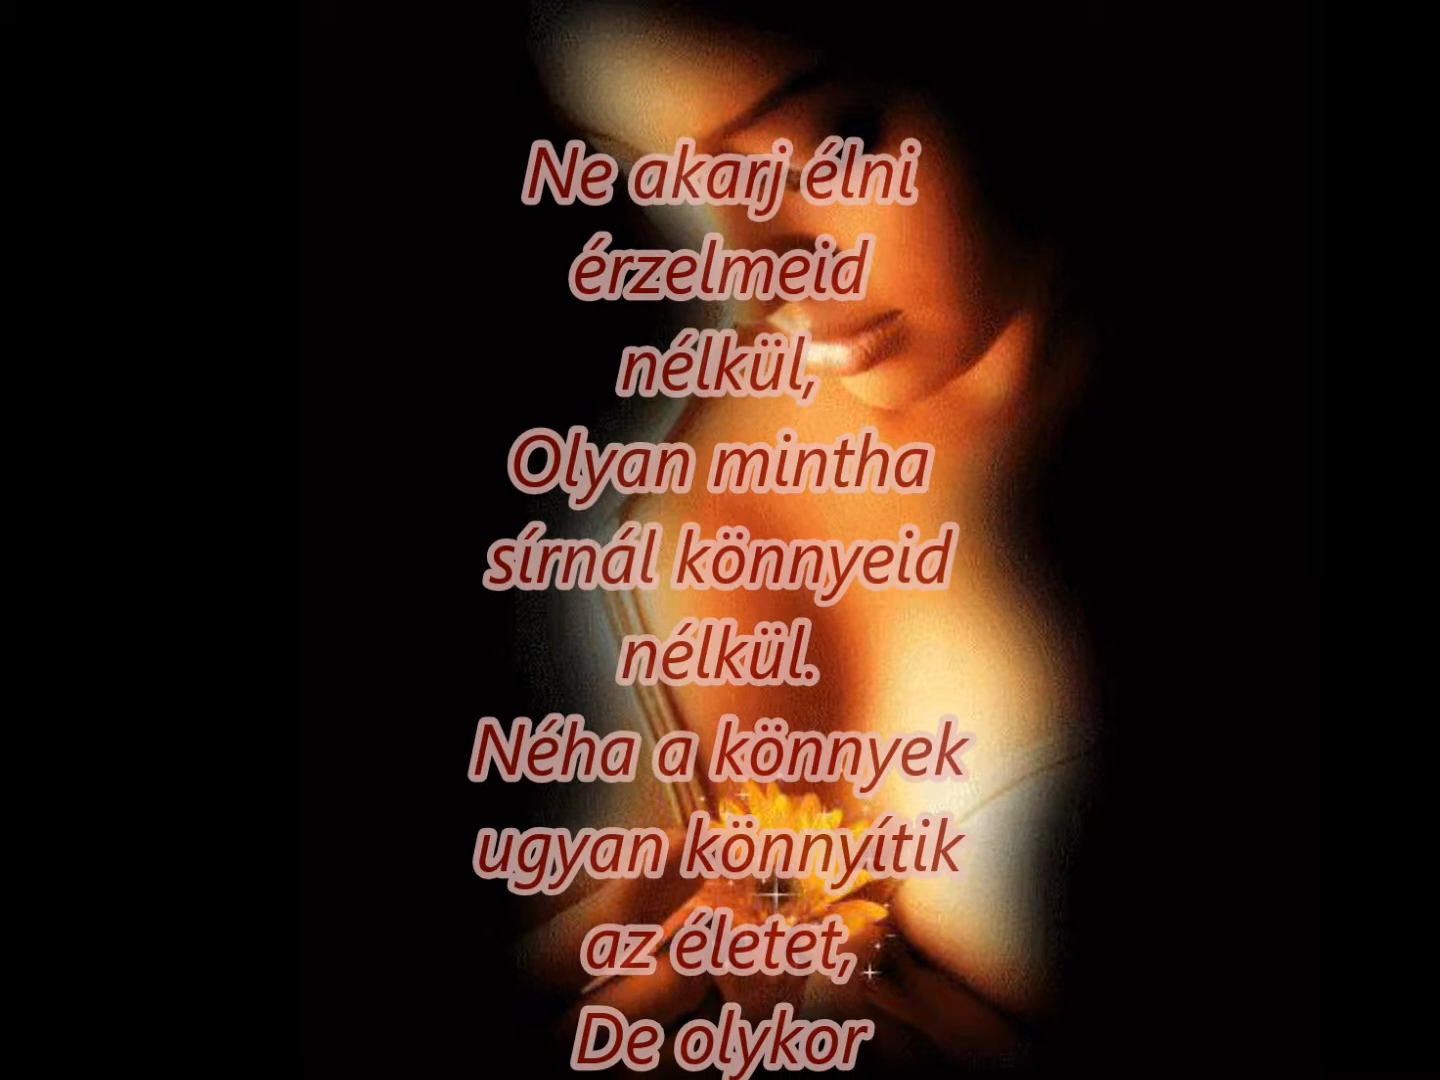 Ne akarj élni
érzelmeid
nélkül,
Olyan mintha
sírnál könnyeid
nélkül.
Néha a könnyek
ugyan könnyítik
az életet,
De olykor